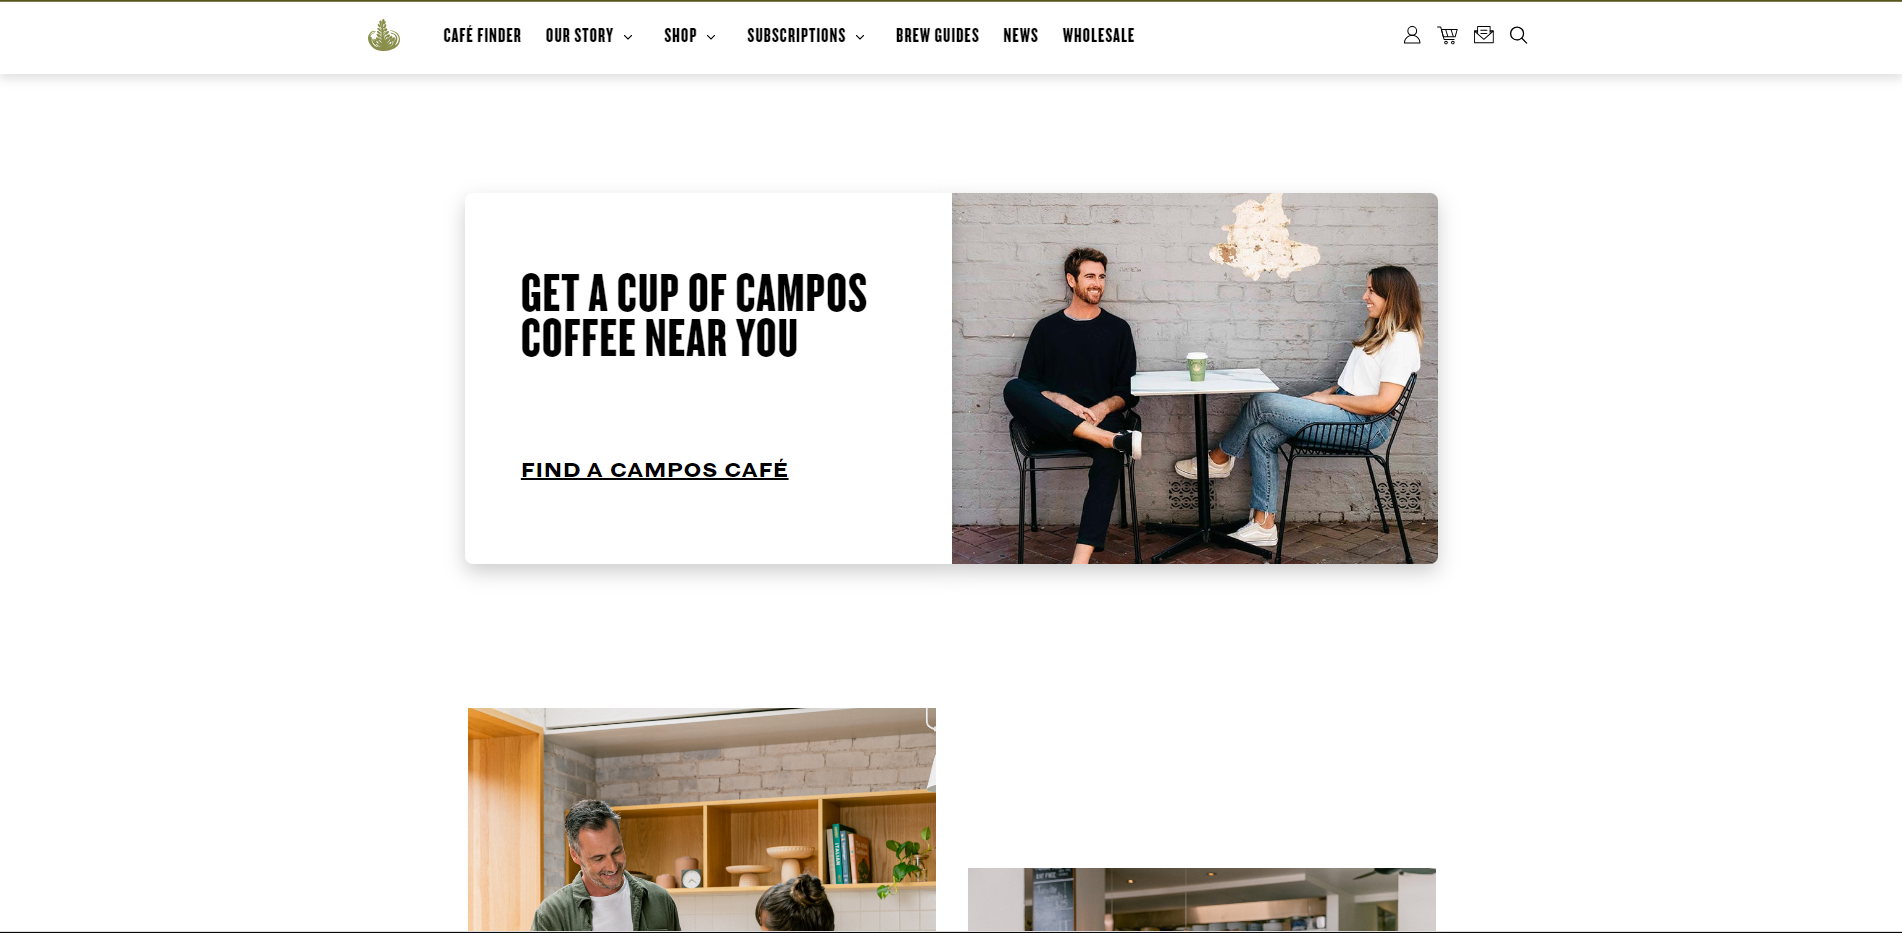 CAFÉ FINDER
OUR STORY
SHOP
SUBSCRIPTIONS
BREW GUIDES
NEWS
WHOLESALE
GET A CUP OF CAMPOS
COFFEE NEAR YOU
FIND A CAMPOS CAFÉ
ITALIAN